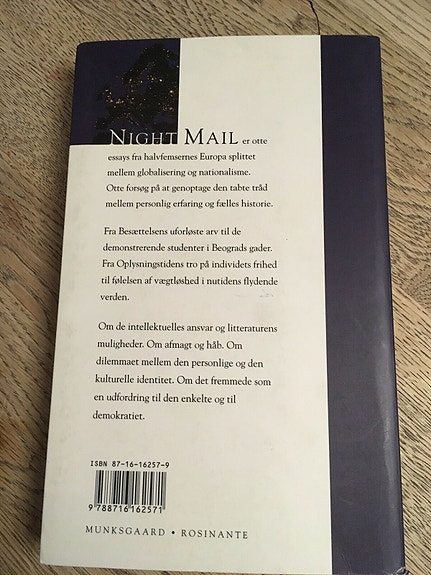 NIGHT MAIL er otte
essays fra halvfemsernes Europa splittet
mellem globalisering og nationalisme.
Otte forsøg på at genoptage den tabte tråd
mellem personlig erfaring og fælles historie.
Fra Besættelsens uforløste arv til de
demonstrerende studenter i Beograds gader.
Fra Oplysningstidens tro på individets frihed
til følelsen af vægtløshed i nutidens flydende
verden.
Om de intellektuelles ansvar og litteraturens
muligheder. Om afmagt og håb. Om
dilemmaet mellem den personlige og den
kulturelle identitet. Om det fremmede som
en udfordring til den enkelte og til
demokratiet.
ISBN 87-16-16257-9
9 788716 162571
MUNKSGAARD • ROSINANTE